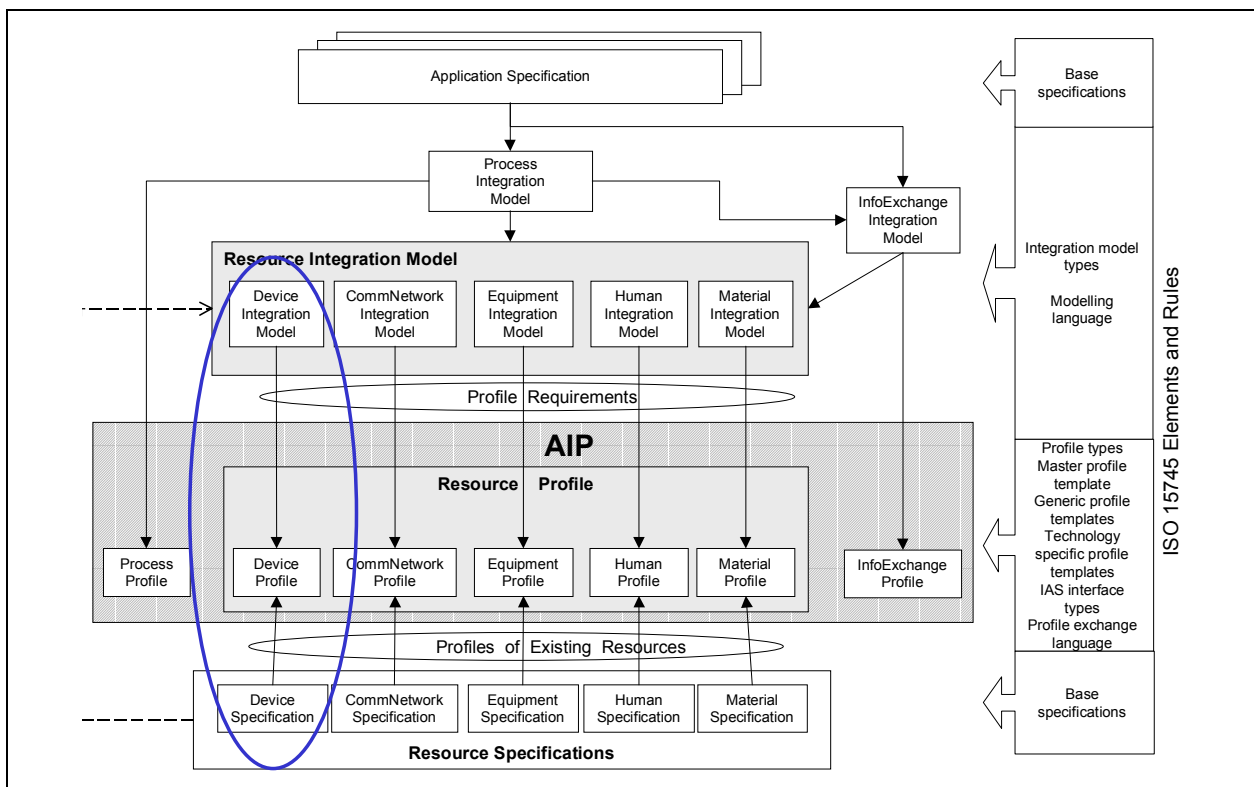 Application Specification
Base
specifications
Process
Integration
Model
InfoExchange
Integration
Model
Resource Integration Model
Device
Integration
Model
CommNetwork
Integration
Model
Equipment
Integration
Model
Human
Integration
Model
Material
Integration
Model
Integration model
types
Modelling
language
Profile Requirements
AIP
Resource Profile
Process
Profile
Device
Profile
CommNetwork
Profile
Equipment
Profile
Human
Profile
Material
Profile
InfoExchange
Profile
Profile types
Master profile
template
Generic profile
templates
Technology
specific profile
templates
IAS interface
types
Profile exchange
language
Profiles of Existing Resources
Device
Specification
CommNetwork
Specification
Equipment
Specification
Human
Specification
Material
Specification
Resource Specifications
Base
specifications
ISO 15745 Elements and Rules